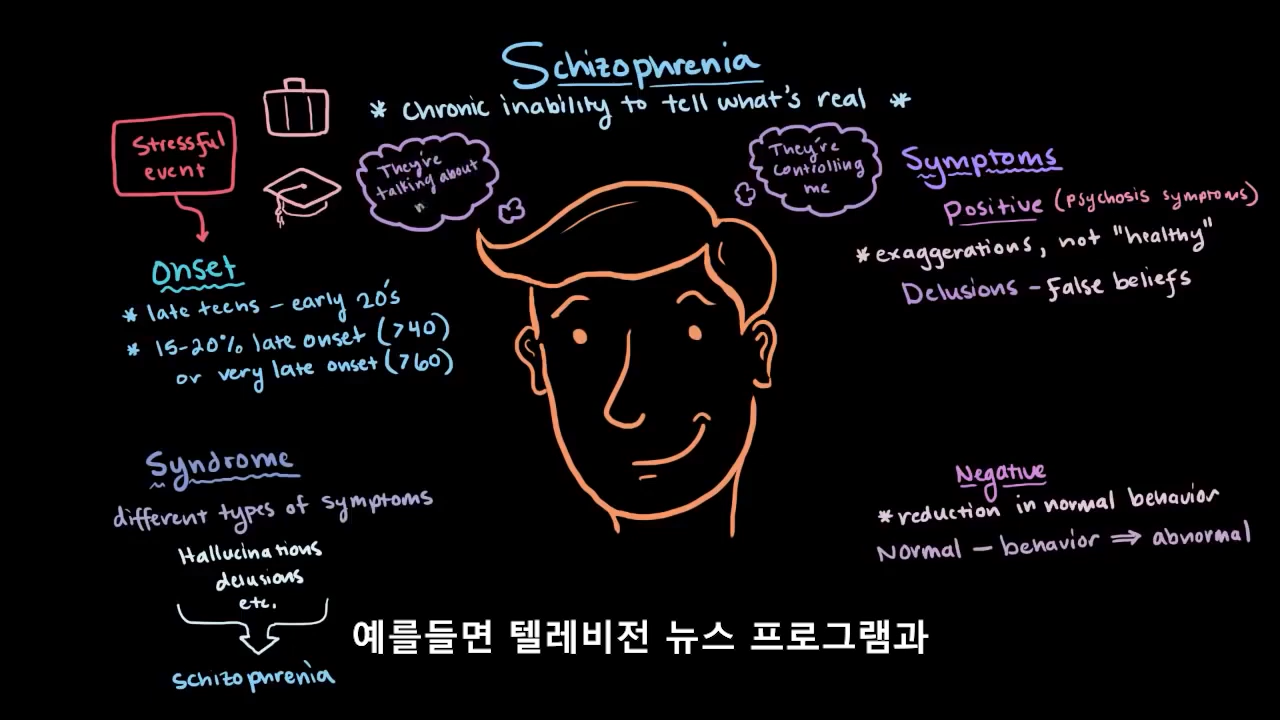 Schizophrenia
* chronic inability to tell what's real *
Stressful
event
They're
talking about
They're
controlling
me
Symptoms
Positive (psychosis symptoms)
* exaggerations, not "healthy"
Delusions - False beliefs
Onset
* late teens - early 20's
* 15-20% late onset (>40)
or very late onset (>60)
Syndrome
different types of symptoms
Hallucinations
delusions
etc.
schizophrenia
Negative
* reduction in normal behavior
Normal - behavior ⇒ abnormal
예를들면 텔레비전 뉴스 프로그램과